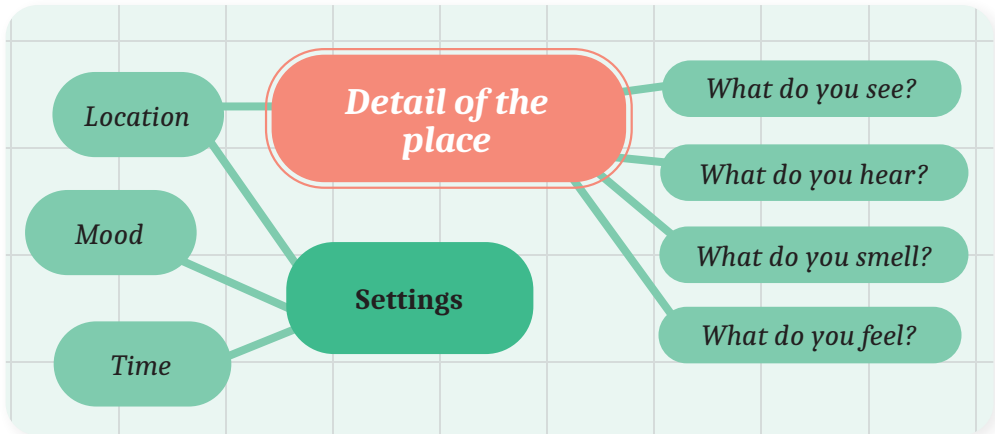 Detail of the
place
Location
Mood
Time
Settings
What do you see?
What do you hear?
What do you smell?
What do you feel?